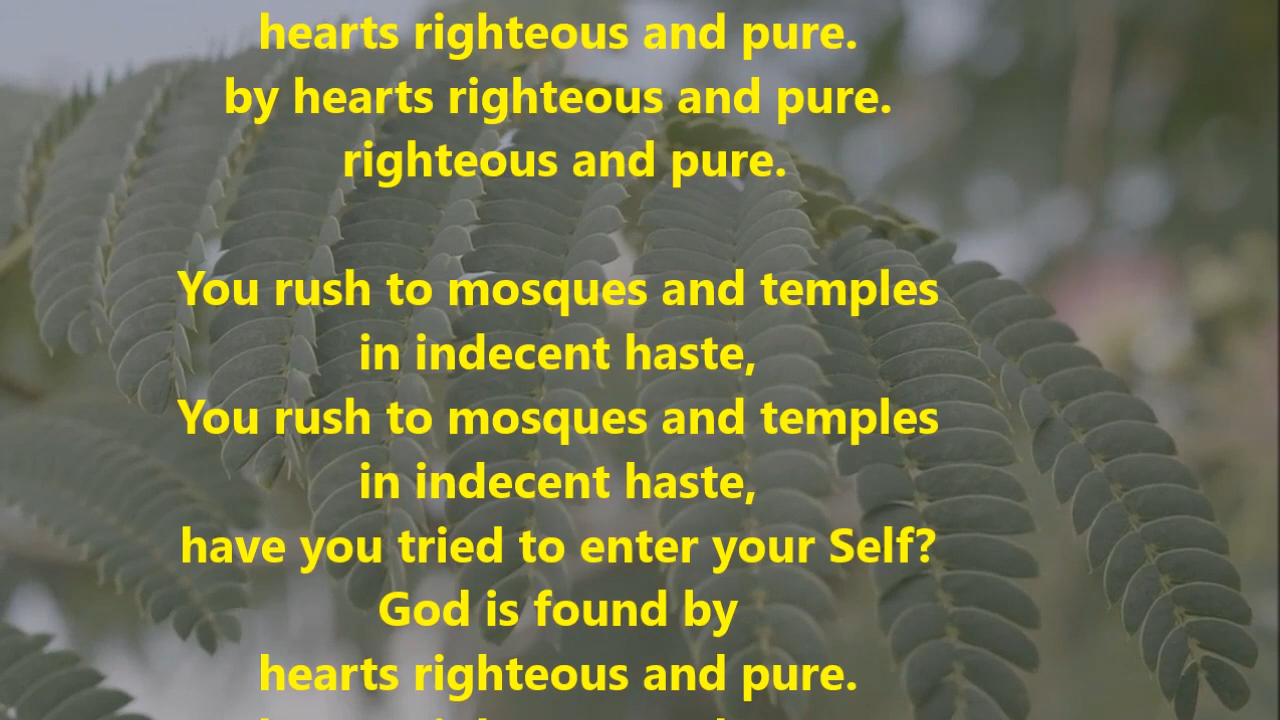 hearts righteous and pure.
by hearts righteous and pure.
righteous and pure.
You rush to mosques and temples
in indecent haste,
You rush to mosques and temples
in indecent haste,
have you tried to enter your Self?
God is found by
hearts righteous and pure.